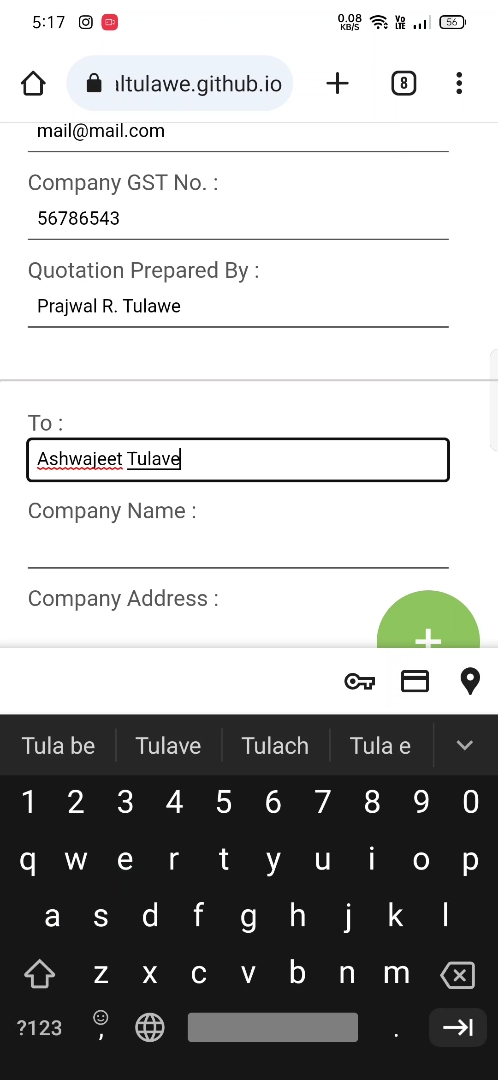 5:17
0.08
KB/S
Vo
LTE
56
ıltulawe.github.io
8
mail@mail.com
Company GST No. :
56786543
Quotation Prepared By :
Prajwal R. Tulawe
To :
Ashwajeet Tulave
Company Name :
Company Address :
+
Tula be Tulave Tulach Tula e
1 2 3 4 5 6 7 8 9 0
q w e r t y u i o p
a s d f g h j k l
z x c v b n m
?123 , .